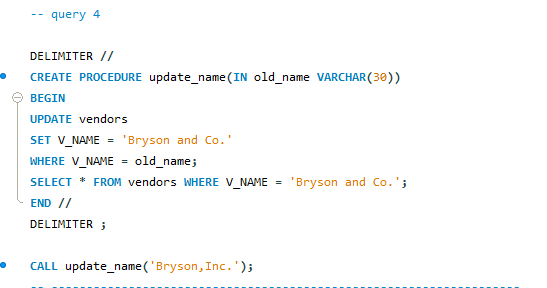 -- query 4
DELIMITER //
CREATE PROCEDURE update_name(IN old_name VARCHAR(30))
BEGIN
UPDATE vendors
SET V_NAME = 'Bryson and Co.'
WHERE V_NAME = old_name;
SELECT * FROM vendors WHERE V_NAME = 'Bryson and Co.';
END //
DELIMITER ;
CALL update_name('Bryson,Inc.');
-- -------------------------------------------------------------------